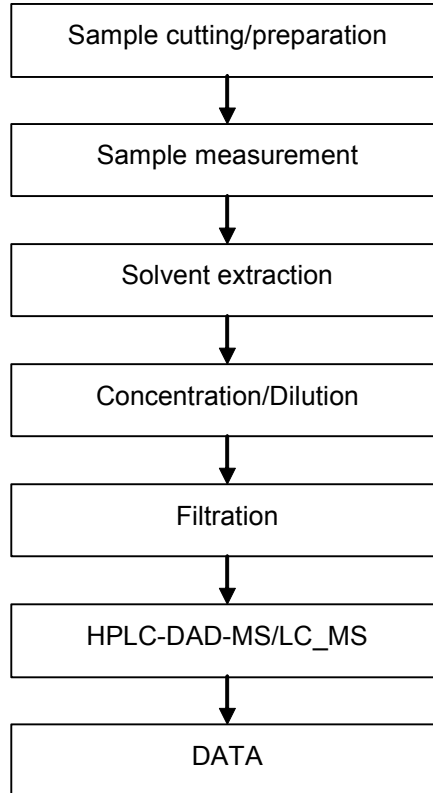 Sample cutting/preparation
Sample measurement
Solvent extraction
Concentration/Dilution
Filtration
HPLC-DAD-MS/LC_MS
DATA